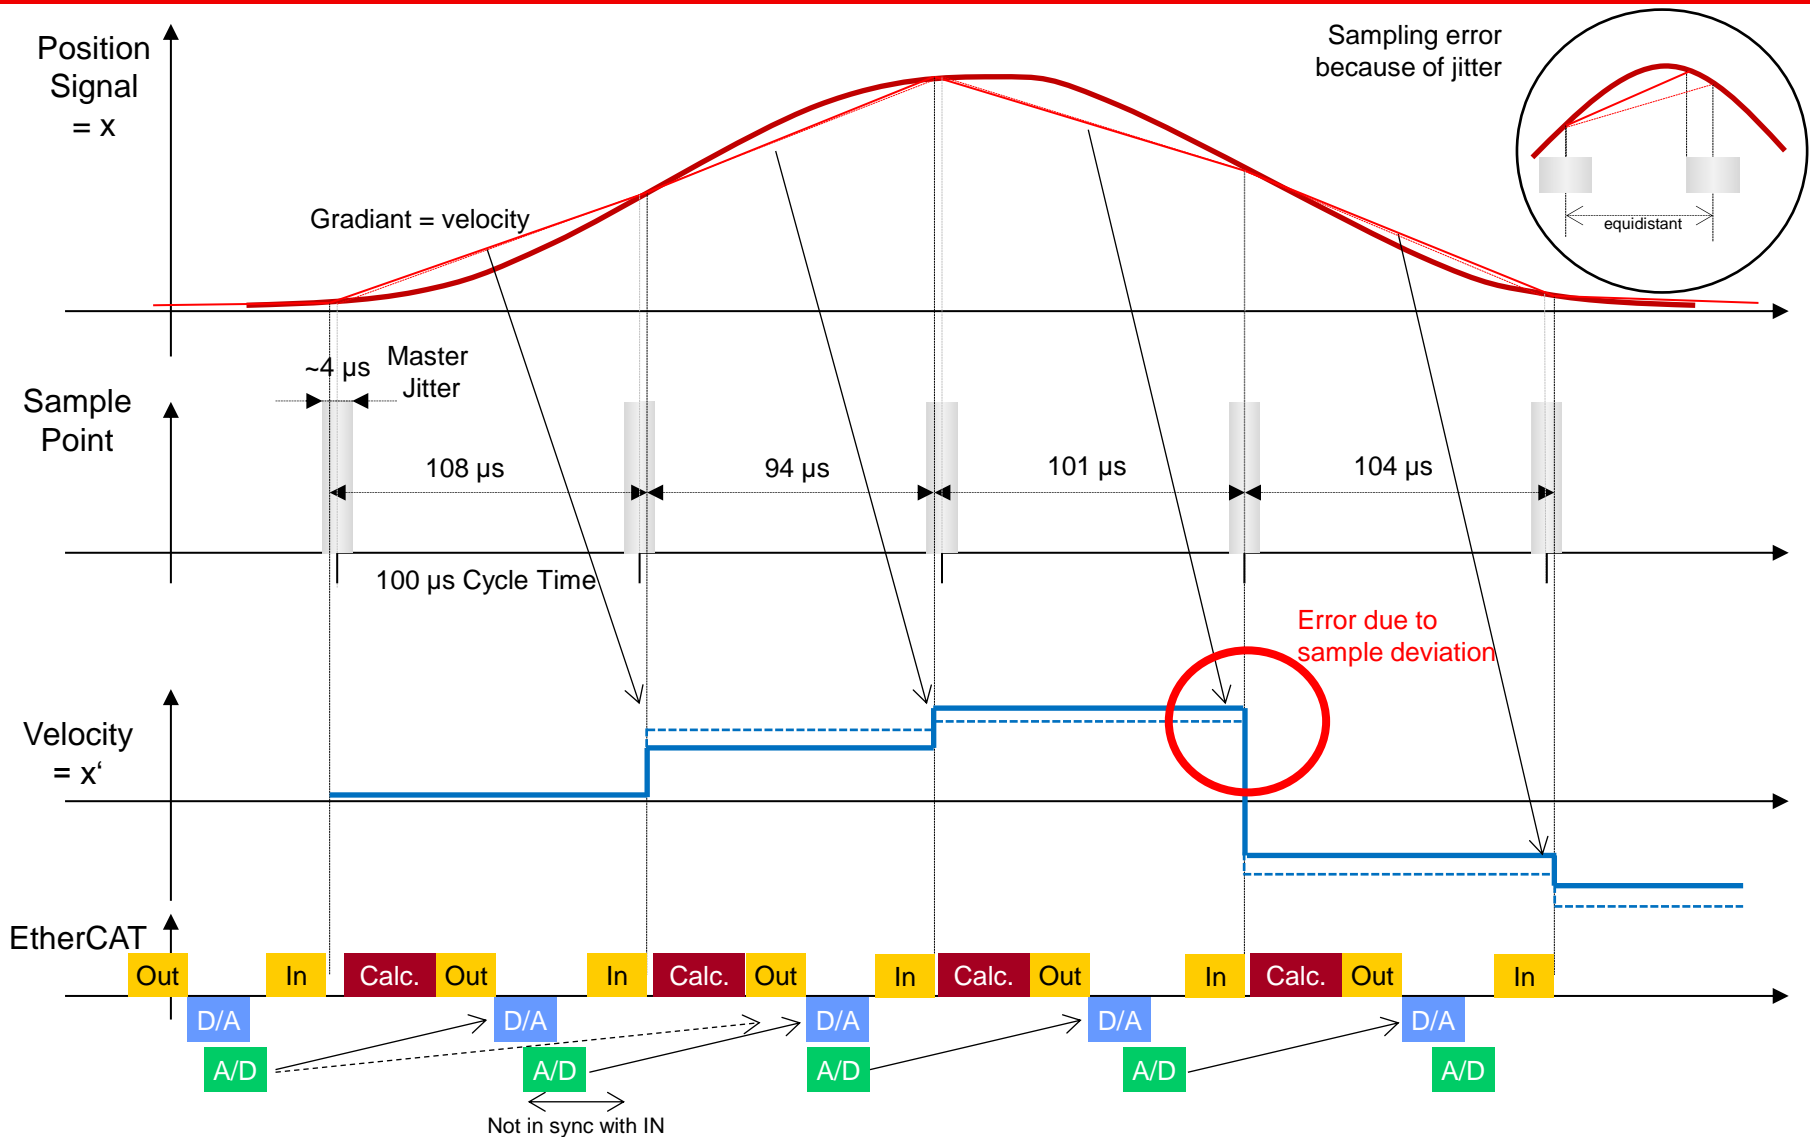 Position
Signal
= x
Sampling error
because of jitter
equidistant
Gradiant = velocity
~4 µs
Master
Jitter
Sample
Point
108 µs
94 µs
101 µs
104 µs
100 µs Cycle Time
Error due to
sample deviation
Velocity
= x‘
EtherCAT
Out In Calc. Out In Calc. Out In Calc. Out In Calc. Out In
D/A D/A D/A D/A D/A
A/D A/D A/D A/D A/D
Not in sync with IN